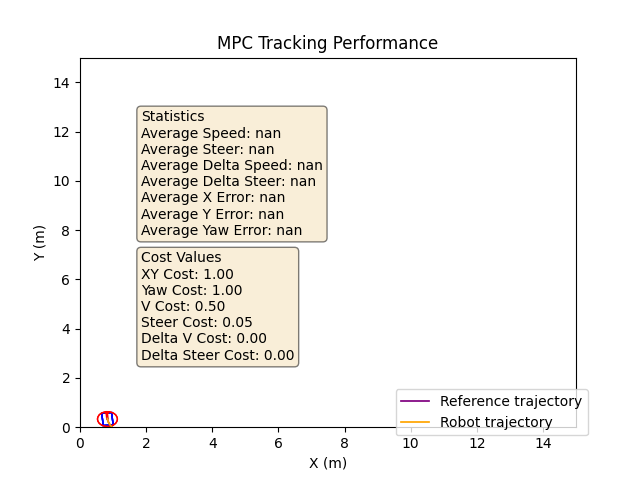 MPC Tracking Performance
14
12
10
8
6
4
2
0
Y (m)
Statistics
Average Speed: nan
Average Steer: nan
Average Delta Speed: nan
Average Delta Steer: nan
Average X Error: nan
Average Y Error: nan
Average Yaw Error: nan
Cost Values
XY Cost: 1.00
Yaw Cost: 1.00
V Cost: 0.50
Steer Cost: 0.05
Delta V Cost: 0.00
Delta Steer Cost: 0.00
Reference trajectory
Robot trajectory
0 2 4 6 8 10 12 14
X (m)